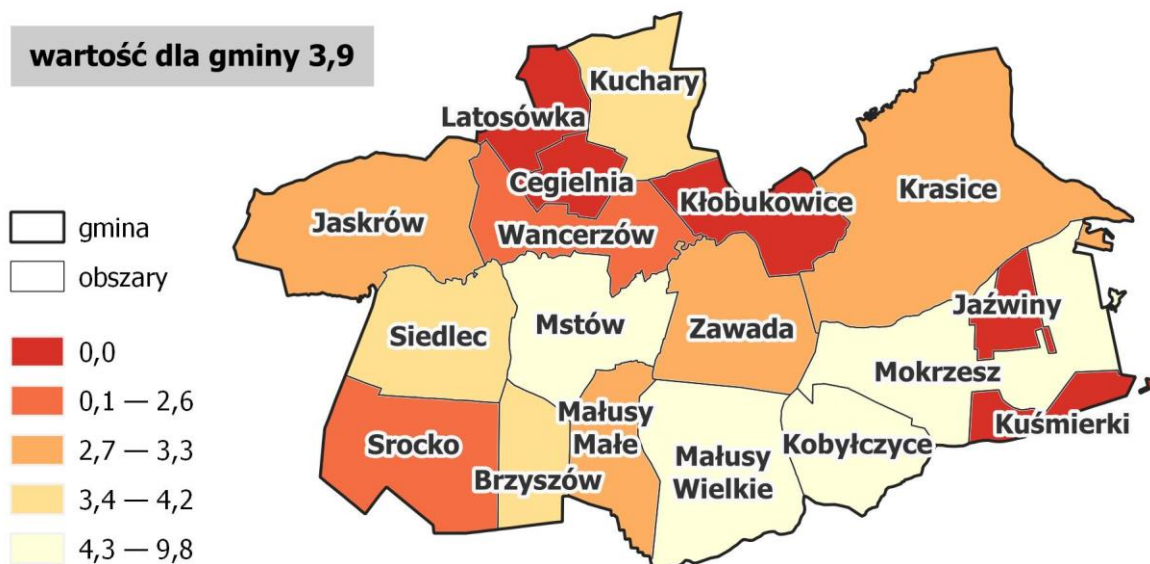 wartość dla gminy 3,9
Kuchary
Latosówka
Cegielnia
Krasice
Kłobukowice
Jaskrów
Wancerzów
gmina
obszary
Jaźwiny
Mstów
Zawada
Siedlec
0,0
Mokrzesz
0,1 — 2,6
Małusy
Małe
Kuśmierki
Kobyłczyce
2,7 — 3,3
Srocko
Małusy
Wielkie
Brzyszów
3,4 — 4,2
4,3 — 9,8